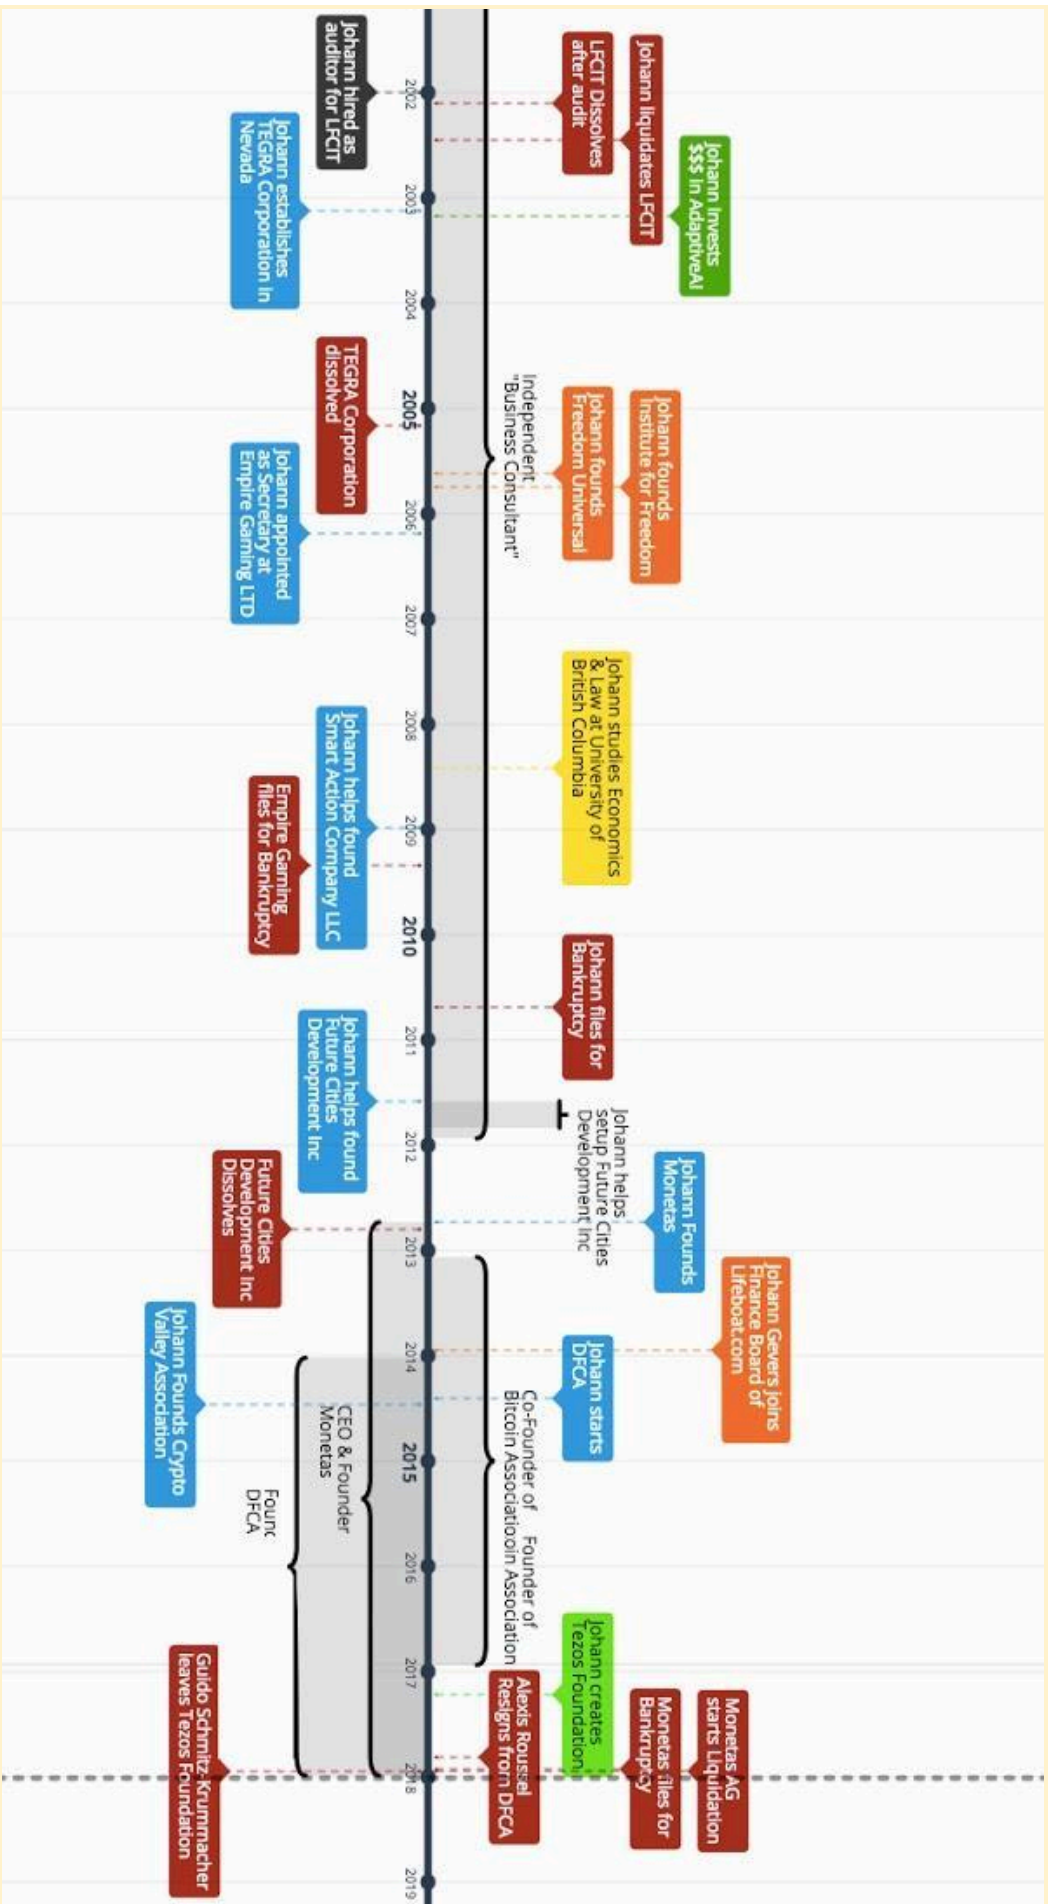 Johann hired as
auditor for LFCIT
LFCIT Dissolves
after audit
Johann liquidates LFCIT
Johann Invests
$$$ in AdaptiveAI
Johann establishes
TEGRA Corporation in
Nevada
TEGRA Corporation
dissolved
Johann founds
Freedom Universal
Johann founds
Institute for Freedom
Independent
"Business Consultant"
Johann appointed
as Secretary at
Empire Gaming LTD
Johann studies Economics
& Law at University of
British Columbia
Johann helps found
Smart Action Company LLC
Empire Gaming
files for Bankruptcy
Johann files for
Bankruptcy
Johann helps found
Future Cities
Development Inc
Johann helps
setup Future Cities
Development Inc
Johann Founds
Monetas
Future Cities
Development Inc
Dissolves
Johann Gevers joins
Finance Board of
Lifeboat.com
Johann starts
DFCA
Johann Founds Crypto
Valley Association
CEO & Founder
Monetas
DFCA
Co-Founder of
Bitcoin
Founder of
Association
Johann creates
Tezos Foundation
Alexis Roussel
Resigns from DFCA
Monetas files for
Bankruptcy
Monetas AG
starts Liquidation
Guido Schmitz-Krummacher
leaves Tezos Foundation
2002
2003
2004
2005
2006
2007
2008
2009
2010
2011
2012
2013
2014
2015
2016
2017
2018
2019